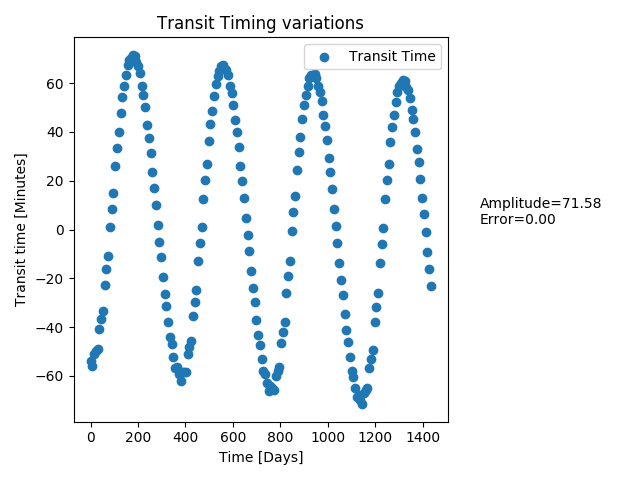 Transit Timing variations
Transit Time
Transit time [Minutes]
60
40
20
0
−20
−40
−60
0 200 400 600 800 1000 1200 1400
Time [Days]
Amplitude=71.58
Error=0.00